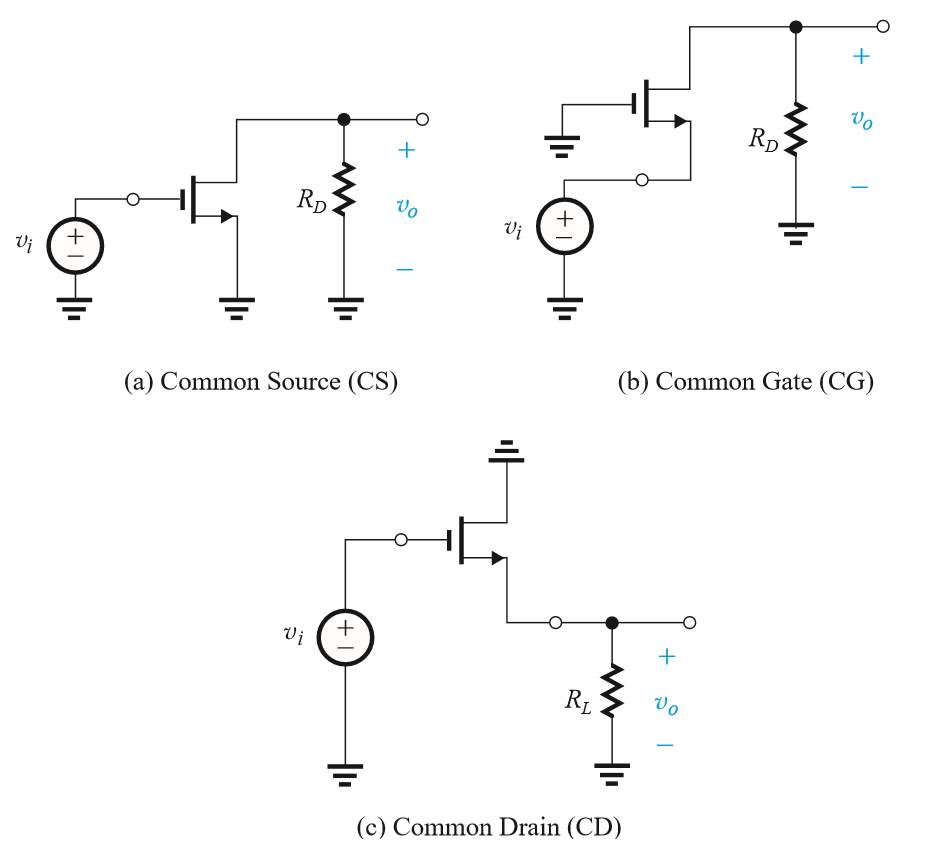 +
v_o
−
R_D
v_i
+
−
(a) Common Source (CS)
+
v_o
−
R_D
v_i
+
−
(b) Common Gate (CG)
v_i
+
−
R_L
+
v_o
−
(c) Common Drain (CD)